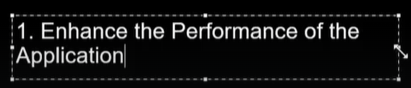 1. Enhance the Performance of the
Application